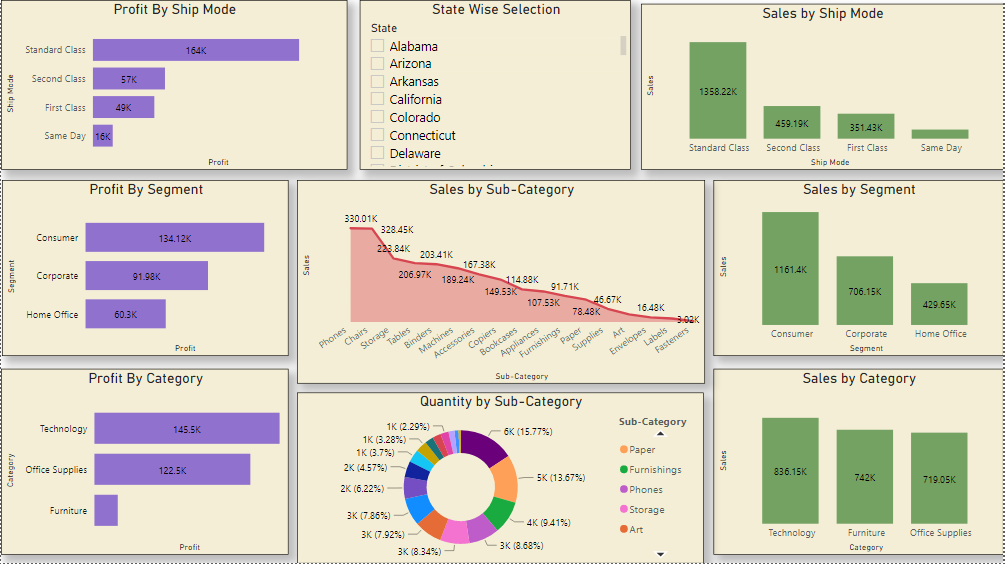 Profit By Ship Mode
Ship Mode
Standard Class
164K
Second Class
57K
First Class
49K
Same Day
16K
Profit
State Wise Selection
State
Alabama
Arizona
Arkansas
California
Colorado
Connecticut
Delaware
Sales by Ship Mode
Sales
1358.22K
459.19K
351.43K
Standard Class
Second Class
First Class
Same Day
Ship Mode
Profit By Segment
Segment
Consumer
134.12K
Corporate
91.98K
Home Office
60.3K
Profit
Sales by Sub-Category
Sales
330.01K
328.45K
223.84K
206.97K
203.41K
189.24K
167.38K
149.53K
114.88K
107.53K
91.71K
78.48K
46.67K
16.48K
3.02K
Phones
Chairs
Storage
Tables
Binders
Machines
Accessories
Copiers
Bookcases
Appliances
Furnishings
Paper
Supplies
Art
Envelopes
Labels
Fasteners
Sub-Category
Sales by Segment
Sales
1161.4K
706.15K
429.65K
Consumer
Corporate
Home Office
Segment
Profit By Category
Category
Technology
145.5K
Office Supplies
122.5K
Furniture
Profit
Quantity by Sub-Category
6K (15.77%)
5K (13.67%)
4K (9.41%)
3K (8.68%)
3K (8.34%)
3K (7.92%)
3K (7.86%)
2K (6.22%)
2K (4.57%)
1K (3.7%)
1K (3.28%)
1K (2.29%)
Sub-Category
Paper
Furnishings
Phones
Storage
Art
Sales by Category
Sales
836.15K
742K
719.05K
Technology
Furniture
Office Supplies
Category